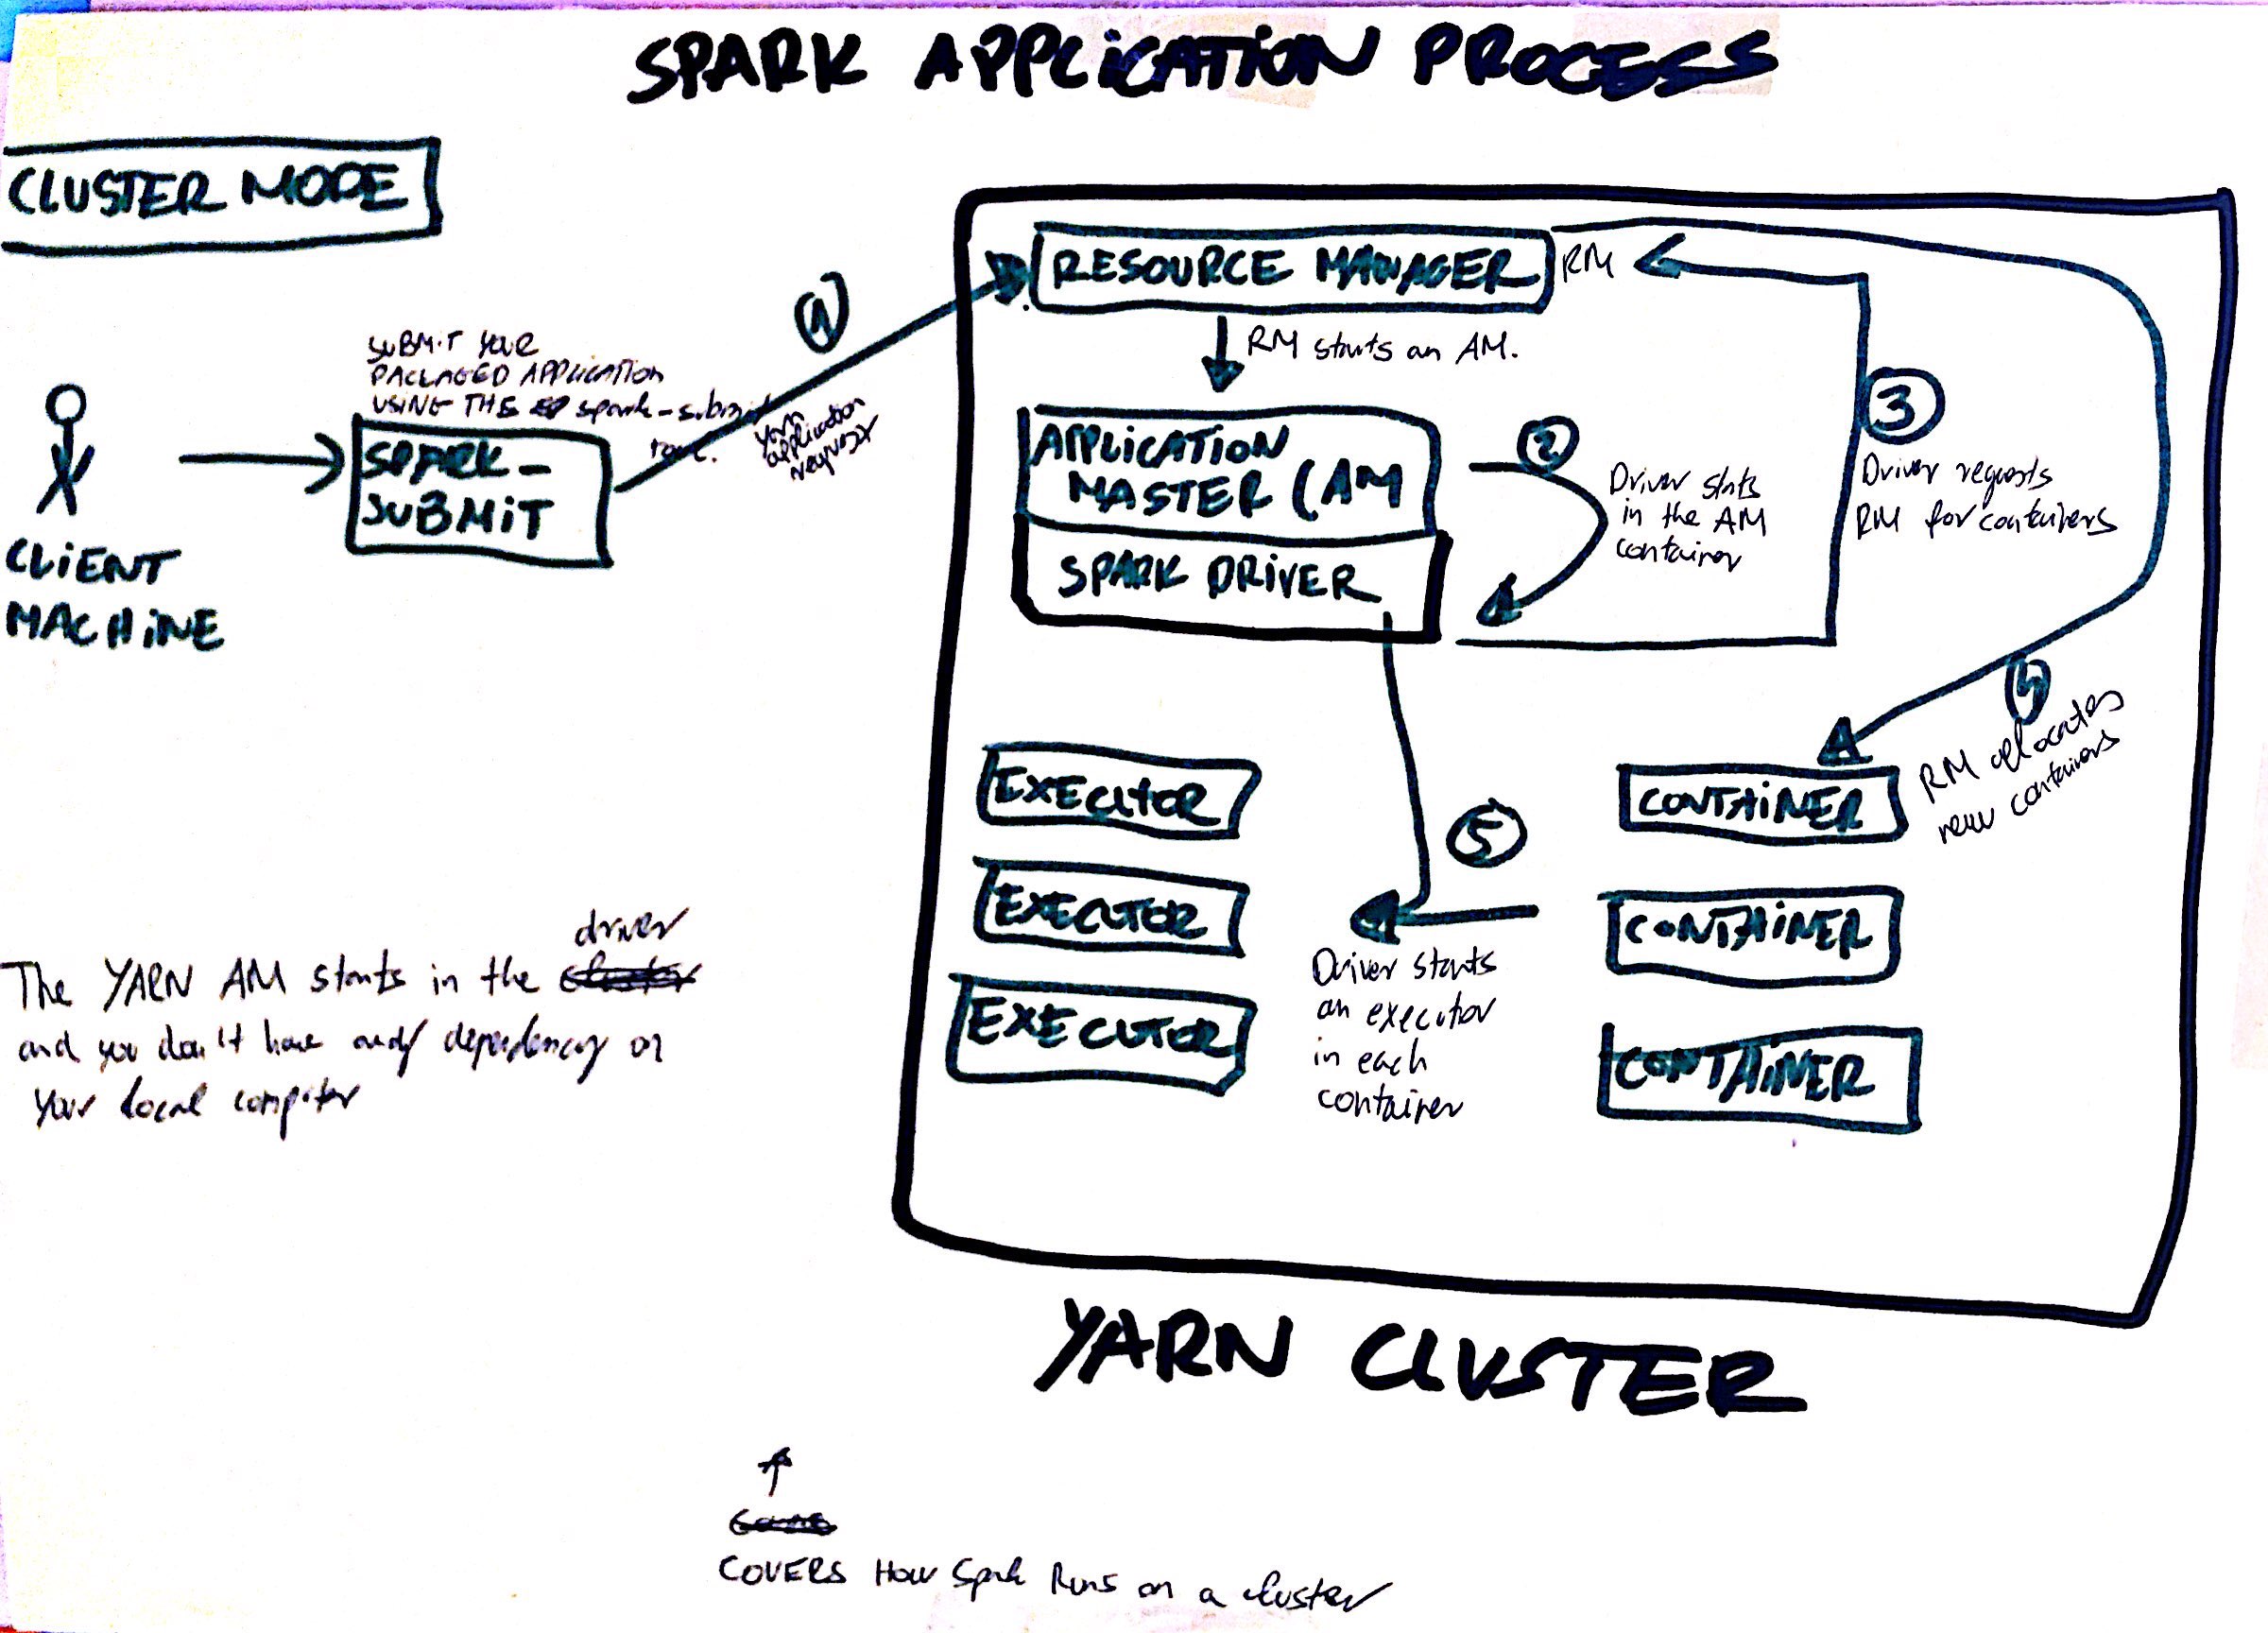 SPARK APPLICATION PROCESS
CLUSTER MODE
CLIENT
MACHINE
SUBMIT YOUR
PACKAGED APPLICATION
USING THE spark-submit
tool.
SPARK-
SUBMIT
1
yarn
application
request
RESOURCE MANAGER
RM
RM starts an AM.
APPLICATION
MASTER (AM
SPARK DRIVER
2
Driver starts
in the AM
container
3
Driver requests
RM for containers
4
RM allocates
new containers
EXECUTOR
EXECUTOR
EXECUTOR
5
Driver starts
an executor
in each
container
CONTAINER
CONTAINER
CONTAINER
driver
The YARN AM starts in the cluster
and you don't have any dependency on
your local computer
YARN CLUSTER
COVERS How Spark Runs on a cluster